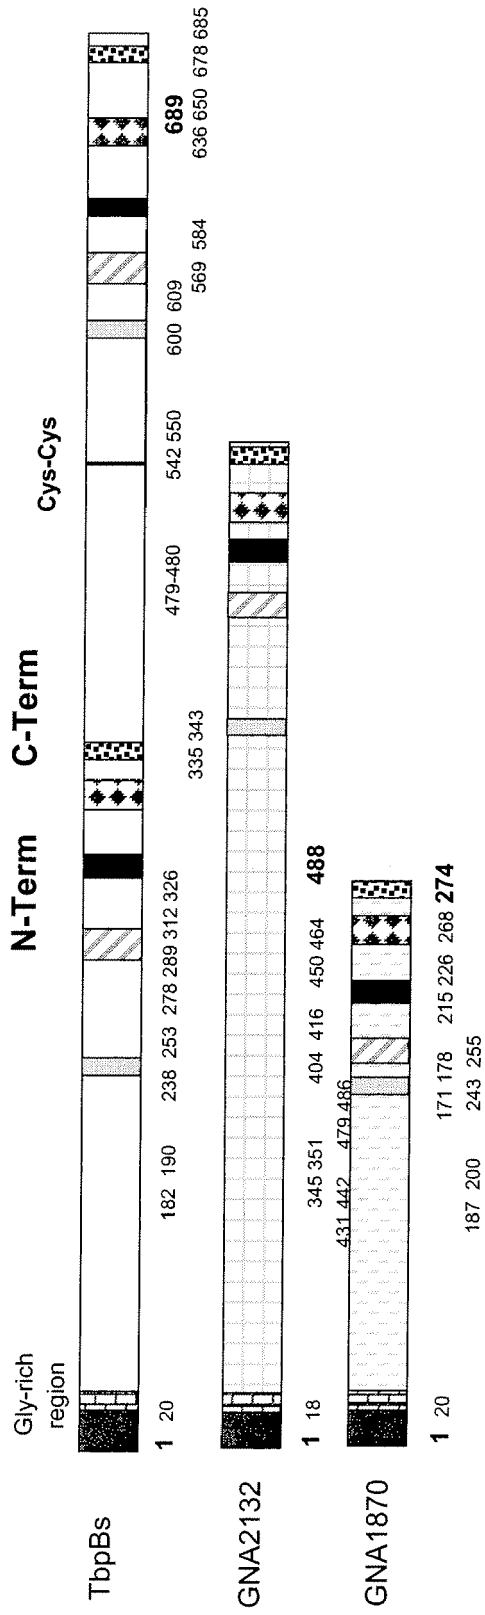 N-Term C-Term
Gly-rich
region
Cys-Cys
TbpBs
1 20 182 190 238 253 278 289 312 326 479-480 542 550 600 609 689
335 343 569 584 636 650 678 685
GNA2132
1 18 345 351 404 416 450 464 488
431 442 479 486
GNA1870
1 20 171 178 215 226 268 274
187 200 243 255